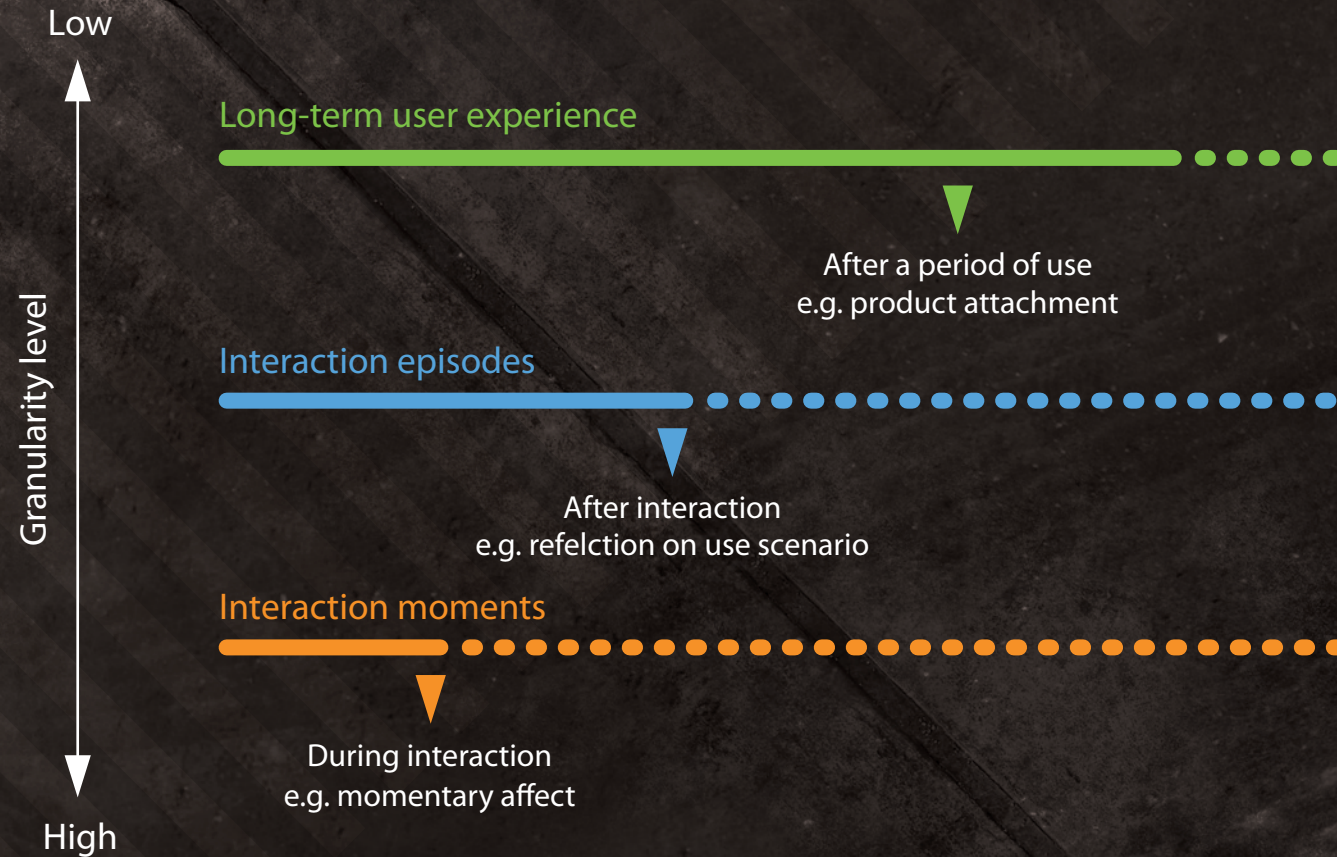 Low
Long-term user experience
After a period of use
e.g. product attachment
Granularity level
Interaction episodes
After interaction
e.g. refelction on use scenario
Interaction moments
During interaction
e.g. momentary affect
High